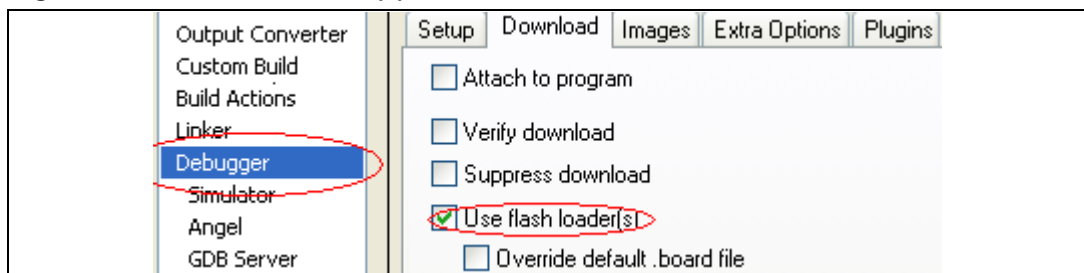 Output Converter
Custom Build
Build Actions
Linker
Debugger
Simulator
Angel
GDB Server
Setup Download Images Extra Options Plugins
Attach to program
Verify download
Suppress download
Use flash loader(s)
Override default .board file